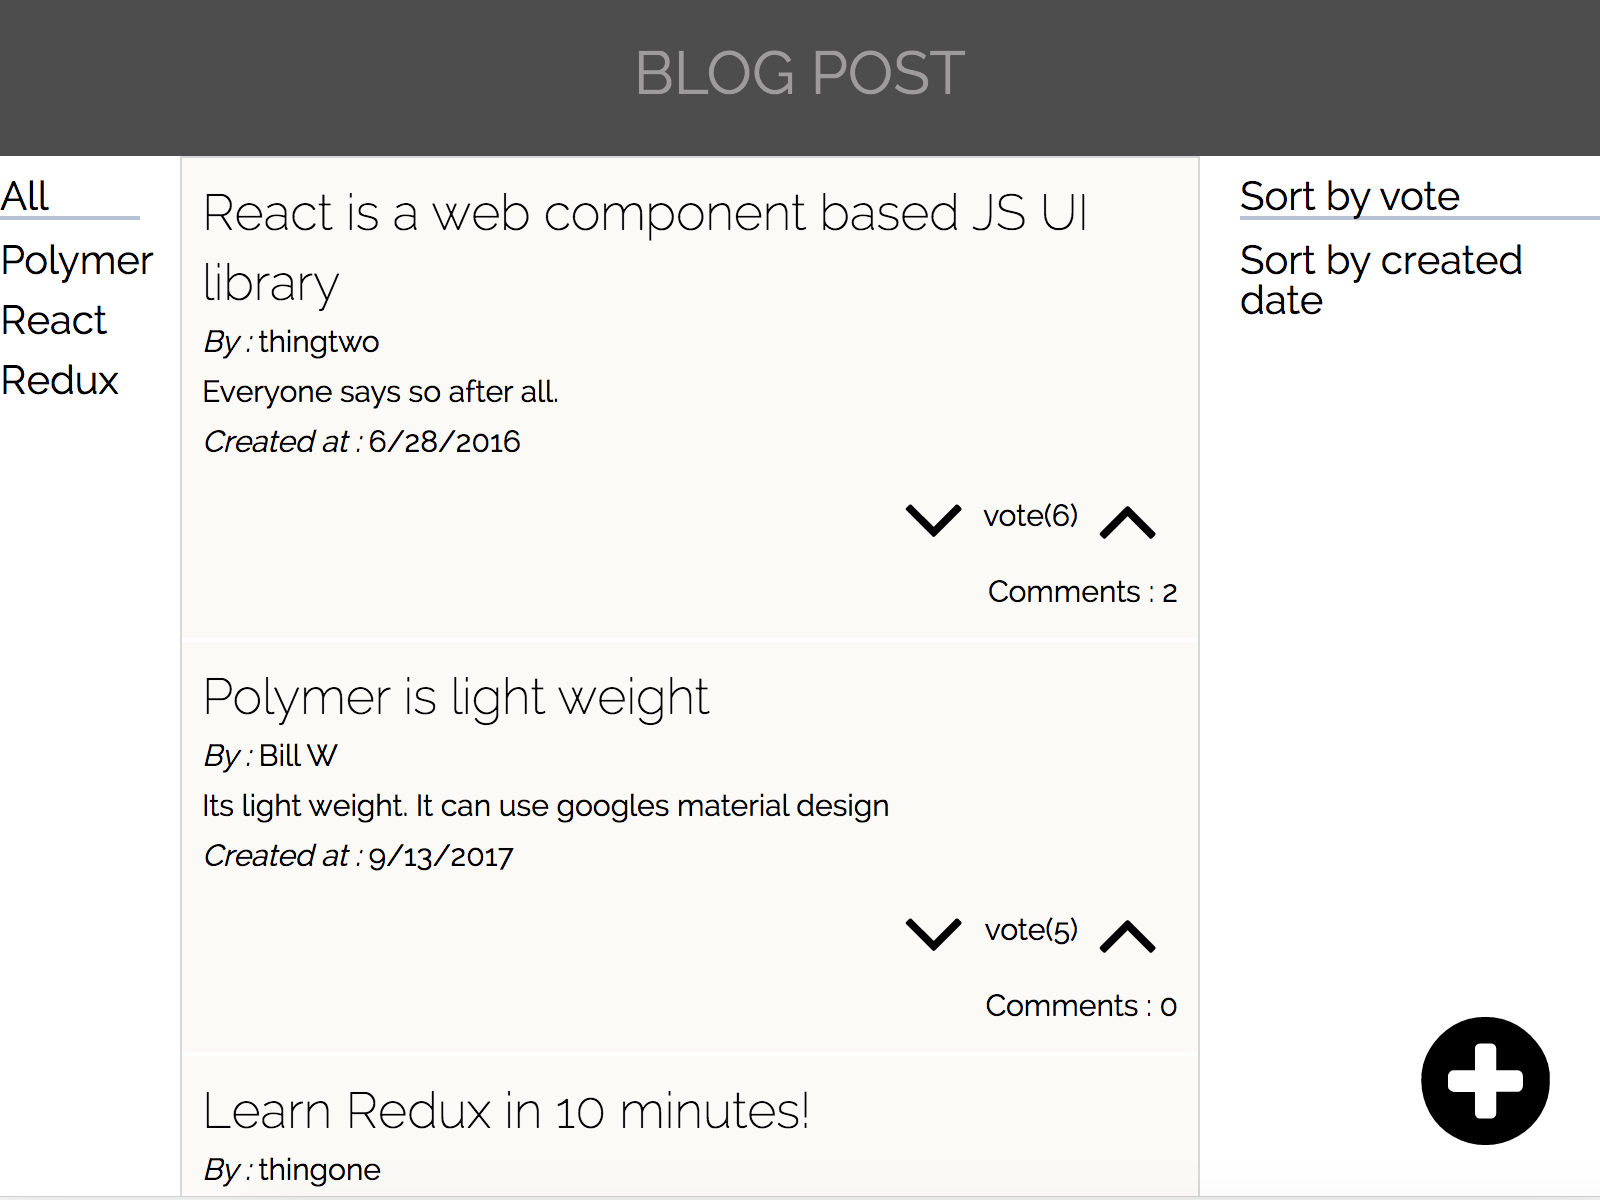 BLOG POST
All
Polymer
React
Redux
React is a web component based JS UI
library
By : thingtwo
Everyone says so after all.
Created at : 6/28/2016
vote(6)
Comments : 2
Polymer is light weight
By : Bill W
Its light weight. It can use googles material design
Created at : 9/13/2017
vote(5)
Comments : 0
Learn Redux in 10 minutes!
By : thingone
Sort by vote
Sort by created
date